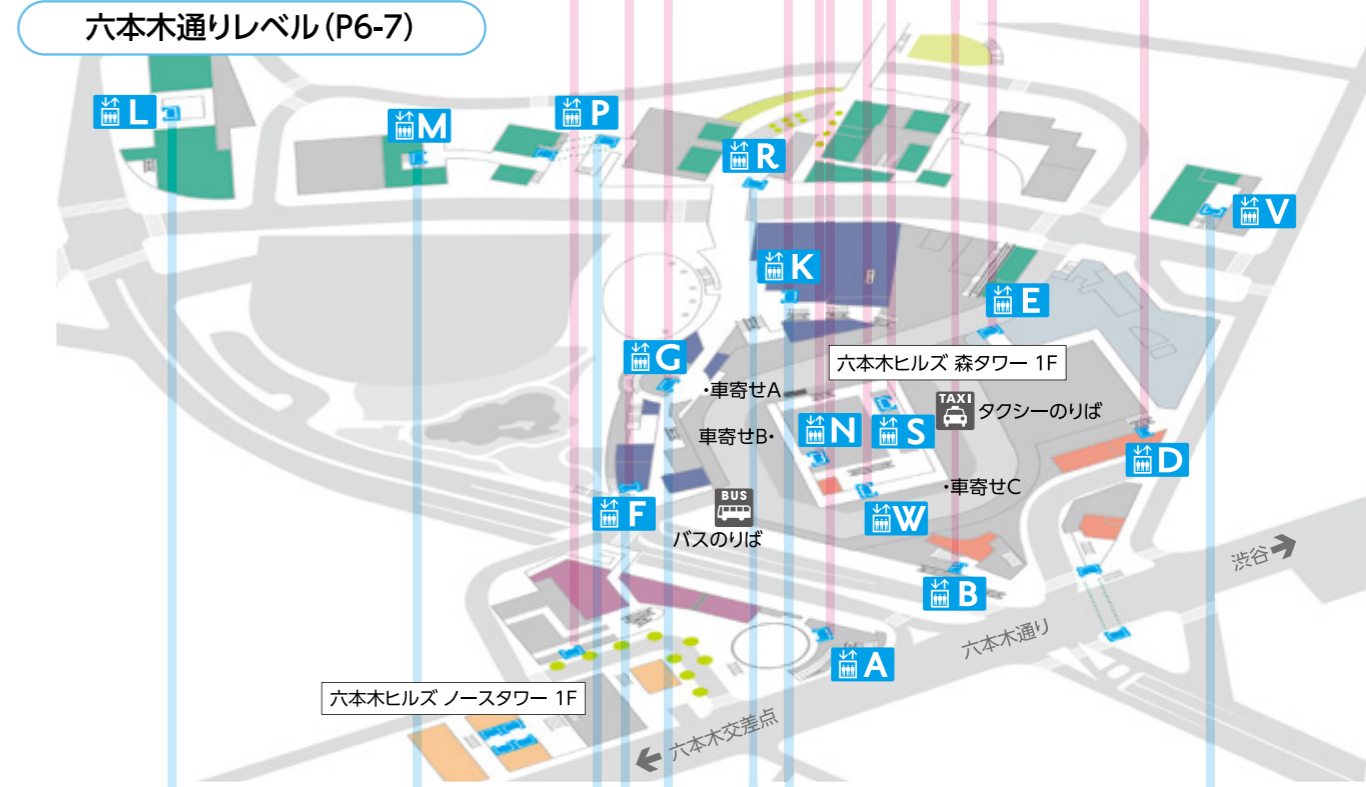 六本木通りレベル（P6-7）
L
M
P
R
V
K
E
G
六本木ヒルズ 森タワー 1F
・車寄せA
TAXI
タクシーのりば
車寄せB・
N
S
D
・車寄せC
BUS
F
W
バスのりば
渋谷
B
六本木通り
A
六本木ヒルズ ノースタワー 1F
六本木交差点